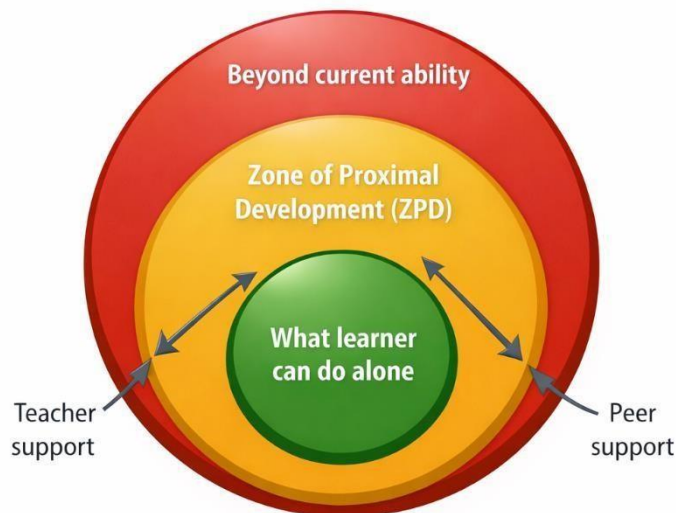 Beyond current ability
Zone of Proximal
Development (ZPD)
What learner
can do alone
Teacher
support
Peer
support